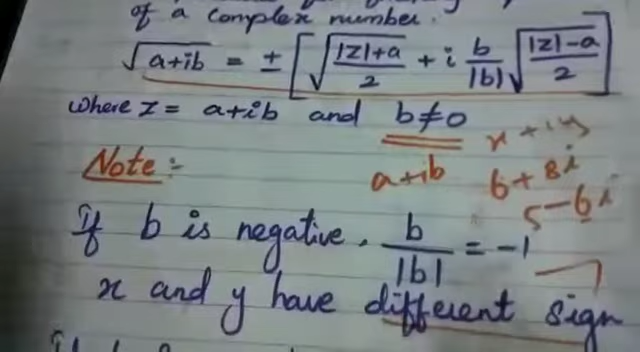 of a complex number.
√a+ib = ± [√|z|+a/2 + i b/|b| √|z|-a/2]
where z = a+ib and b≠0
x + iy
Note:-
a+ib 6+8i
5-6i
If b is negative, b/|b| = -1
x and y have different sign